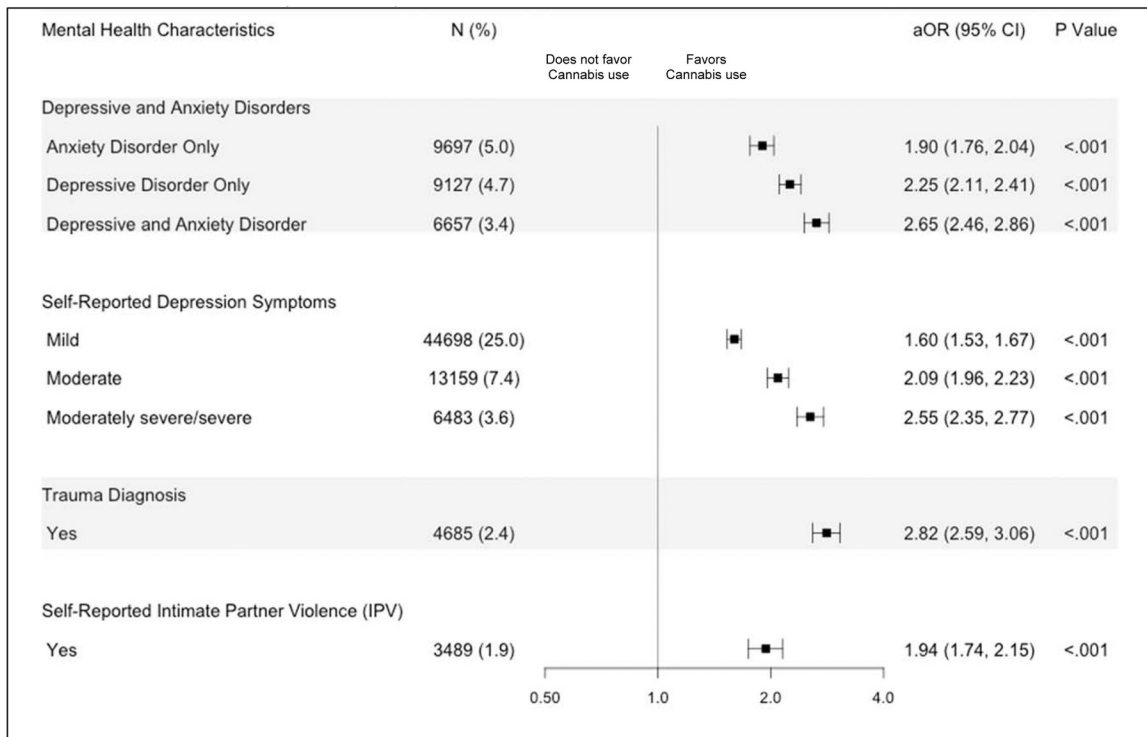 Mental Health Characteristics N (%) aOR (95% CI) P Value
Does not favor Cannabis use Favors Cannabis use
Depressive and Anxiety Disorders
Anxiety Disorder Only 9697 (5.0) 1.90 (1.76, 2.04) <.001
Depressive Disorder Only 9127 (4.7) 2.25 (2.11, 2.41) <.001
Depressive and Anxiety Disorder 6657 (3.4) 2.65 (2.46, 2.86) <.001
Self-Reported Depression Symptoms
Mild 44698 (25.0) 1.60 (1.53, 1.67) <.001
Moderate 13159 (7.4) 2.09 (1.96, 2.23) <.001
Moderately severe/severe 6483 (3.6) 2.55 (2.35, 2.77) <.001
Trauma Diagnosis
Yes 4685 (2.4) 2.82 (2.59, 3.06) <.001
Self-Reported Intimate Partner Violence (IPV)
Yes 3489 (1.9) 1.94 (1.74, 2.15) <.001
0.50 1.0 2.0 4.0